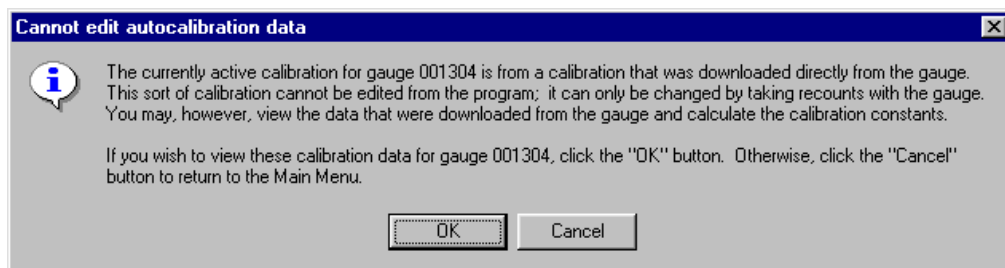 Cannot edit autocalibration data
The currently active calibration for gauge 001304 is from a calibration that was downloaded directly from the gauge.
This sort of calibration cannot be edited from the program;  it can only be changed by taking recounts with the gauge.
You may, however, view the data that were downloaded from the gauge and calculate the calibration constants.
If you wish to view these calibration data for gauge 001304, click the "OK" button.  Otherwise, click the "Cancel"
button to return to the Main Menu.
OK
Cancel